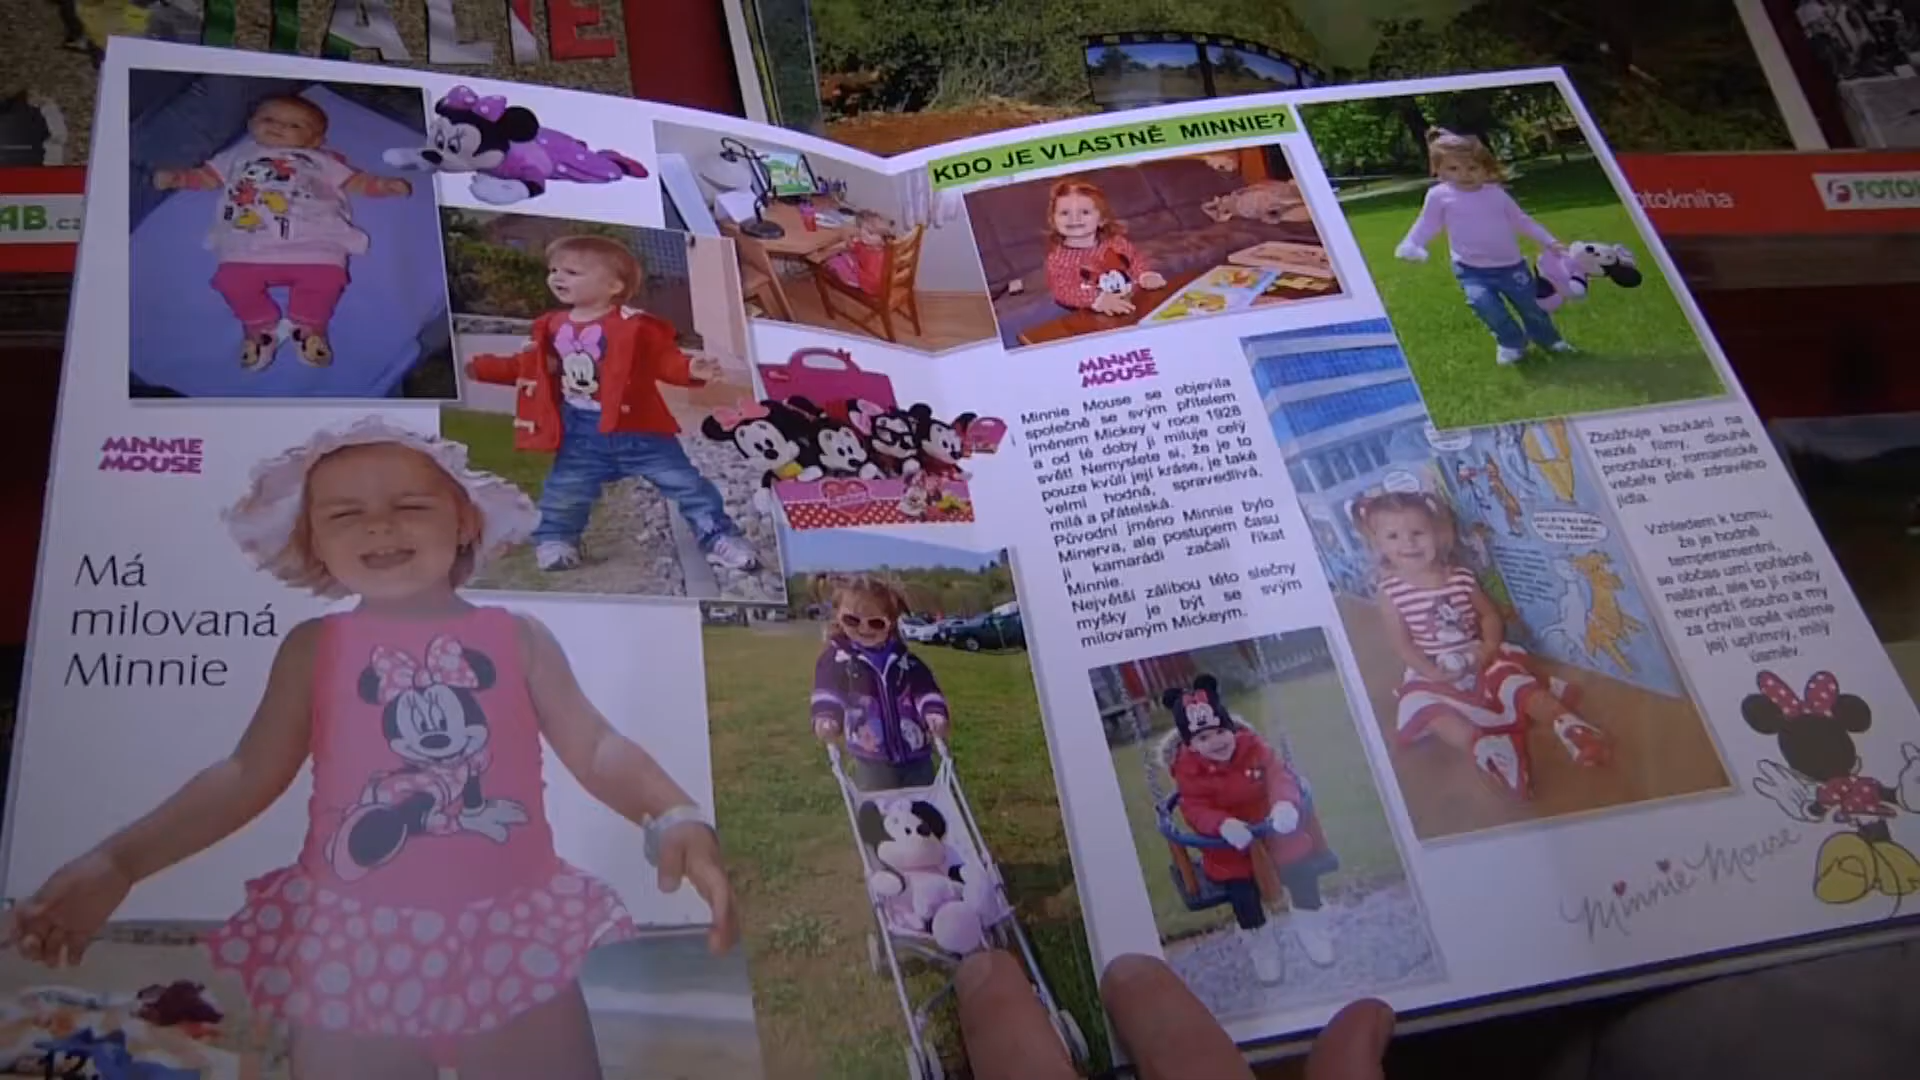 ITALIE
AB.cz
otokniha
FOTO
MINNIE
MOUSE
Má
milovaná
Minnie
12
KDO JE VLASTNĚ MINNIE?
MINNIE
MOUSE
Minnie Mouse se objevila
společně se svým přítelem
jménem Mickey v roce 1928
a od té doby ji miluje celý
svět! Nemyslete si, že je to
pouze kvůli její kráse, je také
velmi hodná, spravedlivá,
milá a přátelská.
Původní jméno Minnie bylo
Minerva, ale postupem času
ji kamarádi začali říkat
Minnie.
Největší zálibou této slečny
myšky je být se svým
milovaným Mickeym.
Zbožňuje koukání na
hezké filmy, dlouhé
procházky, romantické
večeře plné zdravého
jídla.
Vzhledem k tomu,
že je hodně
temperamentní,
se občas umí pořádně
naštvat, ale to jí nikdy
nevydrží dlouho a my
za chvíli opět vidíme
její upřímný, milý
úsměv.
Minnie Mouse